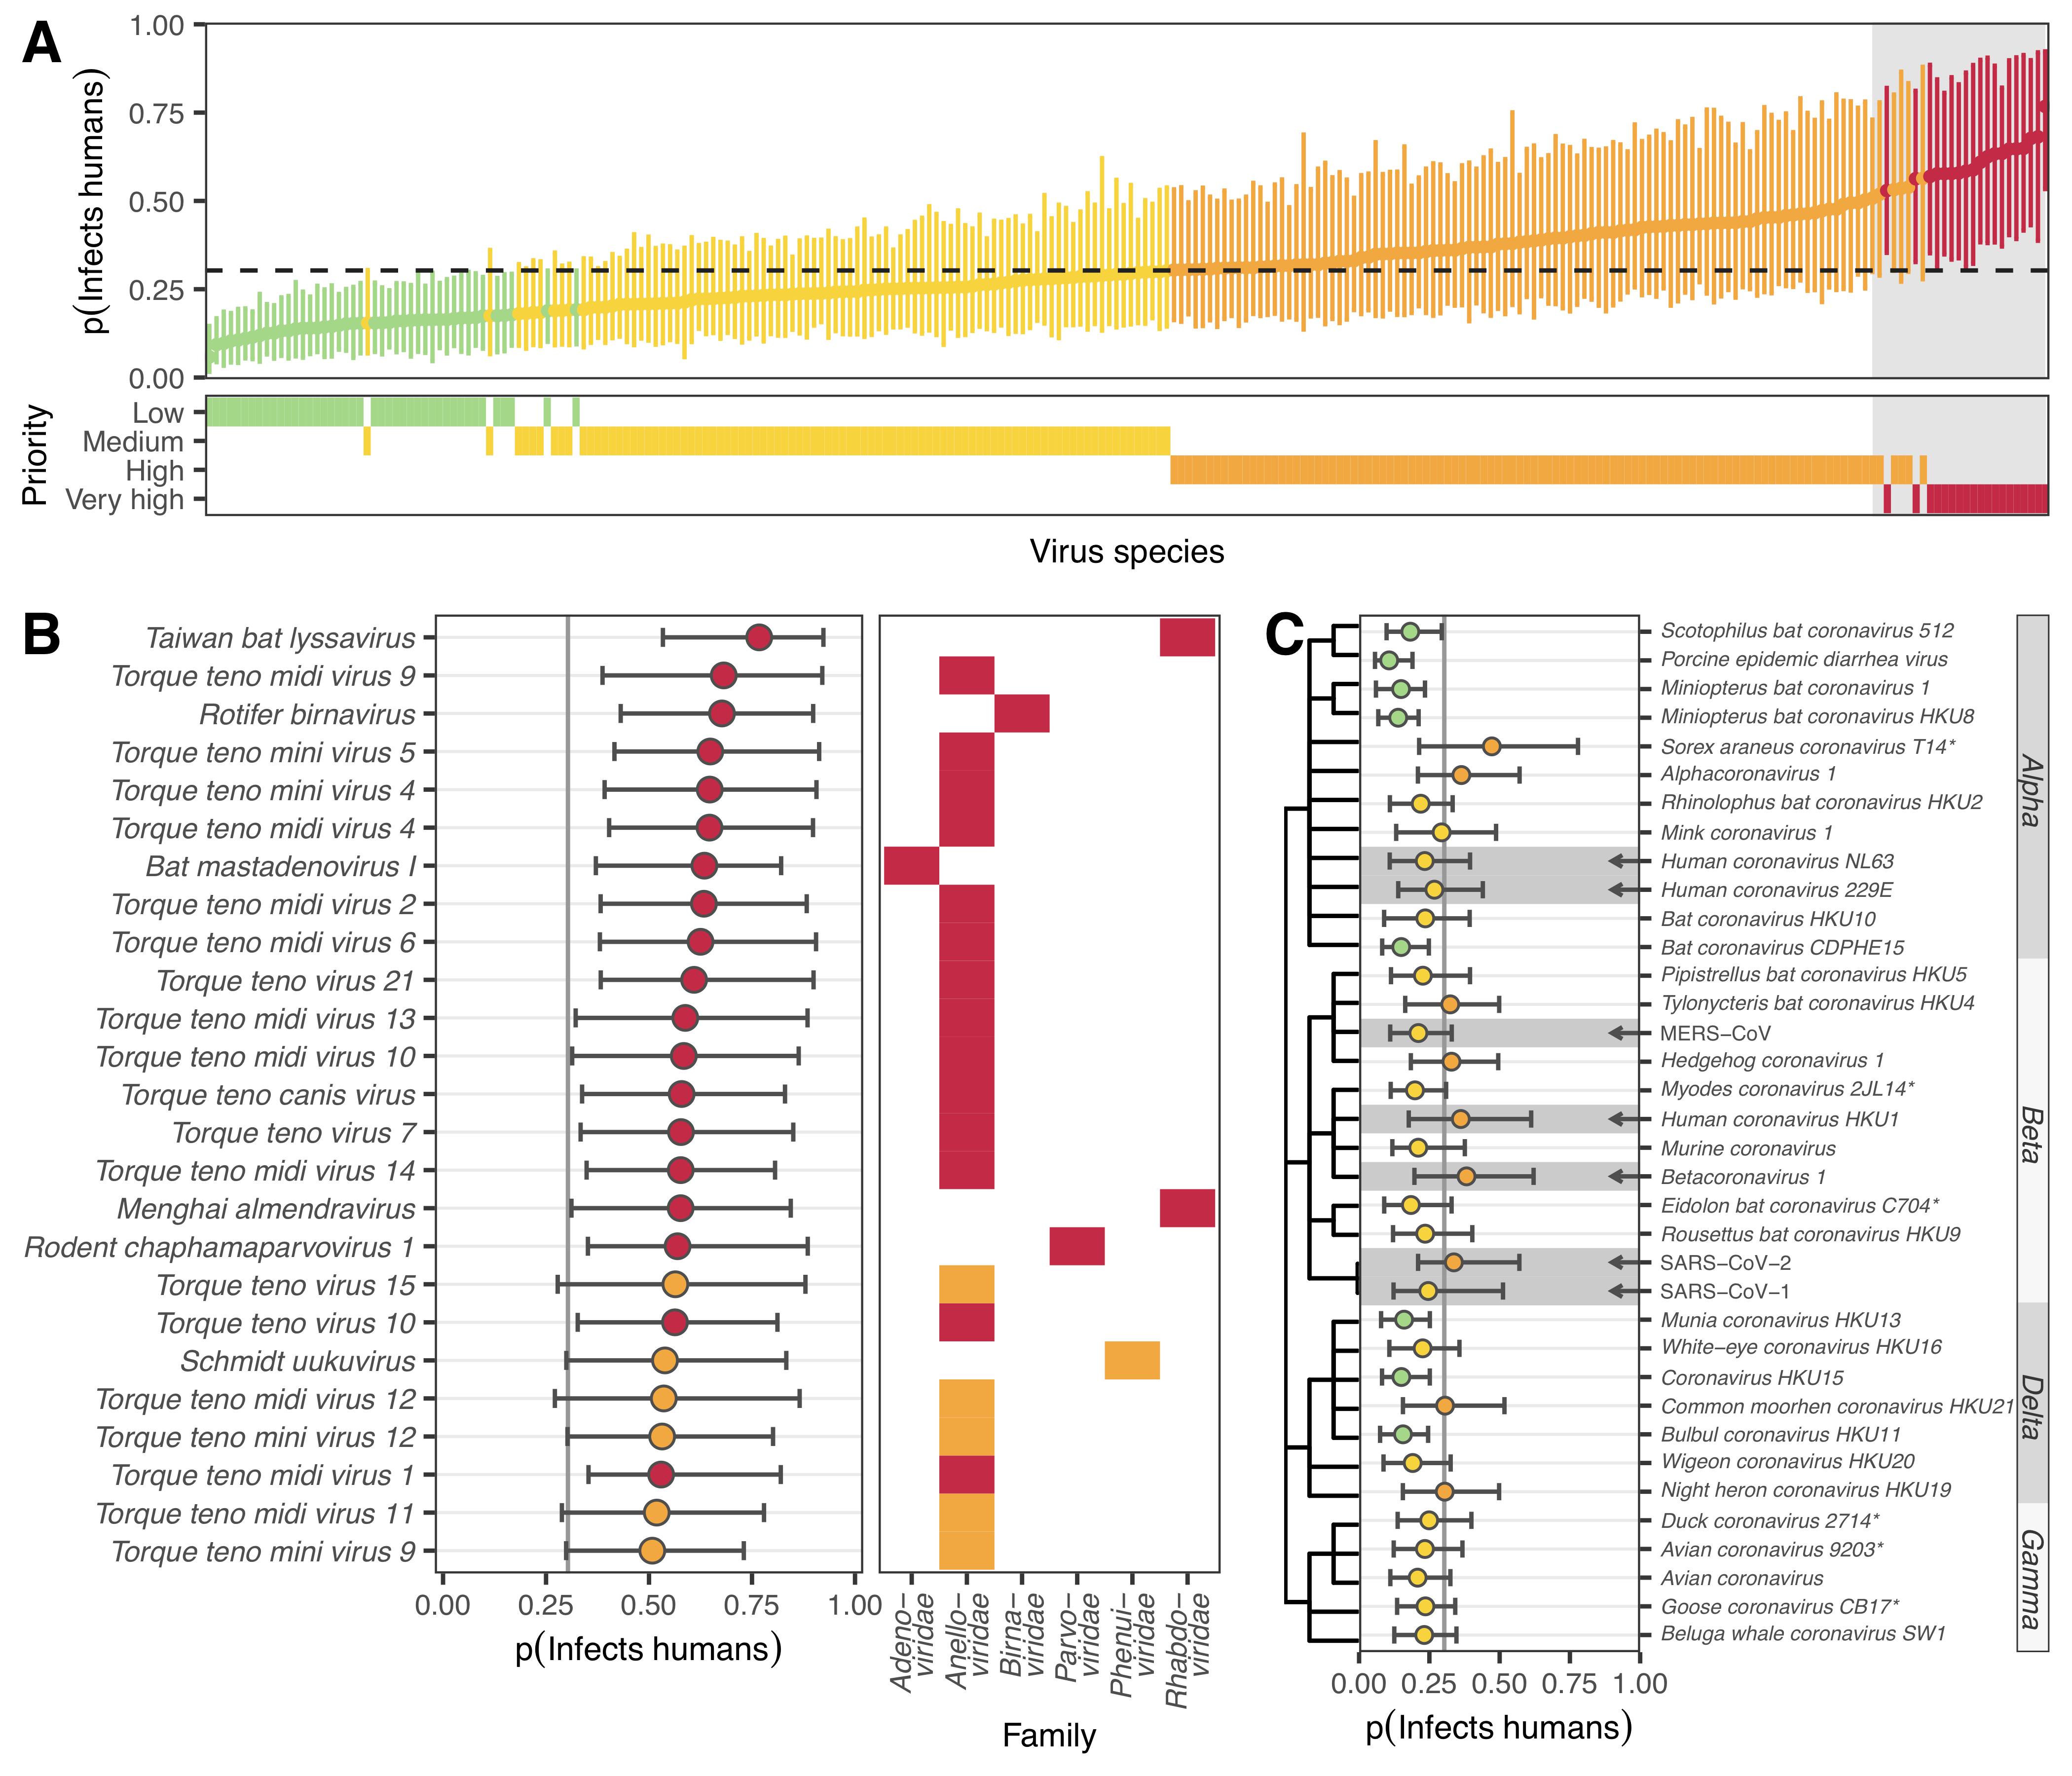 A
p(Infects humans)
1.00
0.75
0.50
0.25
0.00
Priority
Low
Medium
High
Very high
Virus species
B
Taiwan bat lyssavirus
Torque teno midi virus 9
Rotifer birnavirus
Torque teno mini virus 5
Torque teno mini virus 4
Torque teno midi virus 4
Bat mastadenovirus I
Torque teno midi virus 2
Torque teno midi virus 6
Torque teno virus 21
Torque teno midi virus 13
Torque teno midi virus 10
Torque teno canis virus
Torque teno virus 7
Torque teno midi virus 14
Menghai almendravirus
Rodent chaphamaparvovirus 1
Torque teno virus 15
Torque teno virus 10
Schmidt uukuvirus
Torque teno midi virus 12
Torque teno mini virus 12
Torque teno midi virus 1
Torque teno midi virus 11
Torque teno mini virus 9
0.00 0.25 0.50 0.75 1.00
p(Infects humans)
Adeno-
viridae
Anello-
viridae
Birna-
viridae
Parvo-
viridae
Phenui-
viridae
Rhabdo-
viridae
Family
C
Scotophilus bat coronavirus 512
Porcine epidemic diarrhea virus
Miniopterus bat coronavirus 1
Miniopterus bat coronavirus HKU8
Sorex araneus coronavirus T14*
Alphacoronavirus 1
Rhinolophus bat coronavirus HKU2
Mink coronavirus 1
Human coronavirus NL63
Human coronavirus 229E
Bat coronavirus HKU10
Bat coronavirus CDPHE15
Pipistrellus bat coronavirus HKU5
Tylonycteris bat coronavirus HKU4
MERS-CoV
Hedgehog coronavirus 1
Myodes coronavirus 2JL14*
Human coronavirus HKU1
Murine coronavirus
Betacoronavirus 1
Eidolon bat coronavirus C704*
Rousettus bat coronavirus HKU9
SARS-CoV-2
SARS-CoV-1
Munia coronavirus HKU13
White-eye coronavirus HKU16
Coronavirus HKU15
Common moorhen coronavirus HKU21
Bulbul coronavirus HKU11
Wigeon coronavirus HKU20
Night heron coronavirus HKU19
Duck coronavirus 2714*
Avian coronavirus 9203*
Avian coronavirus
Goose coronavirus CB17*
Beluga whale coronavirus SW1
Alpha
Beta
Delta
Gamma
0.00 0.25 0.50 0.75 1.00
p(Infects humans)